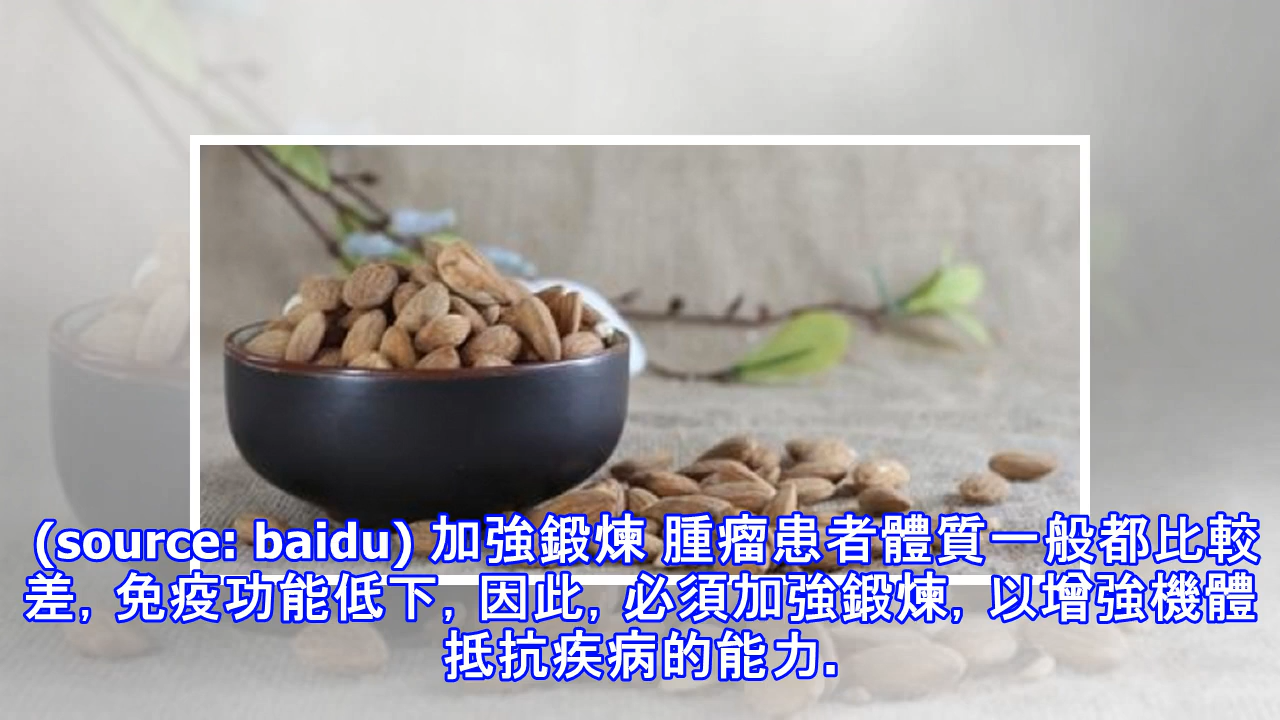 (source: baidu) 加強鍛煉 腫瘤患者體質一般都比較
差, 免疫功能低下, 因此, 必須加強鍛煉, 以增強機體
抵抗疾病的能力.